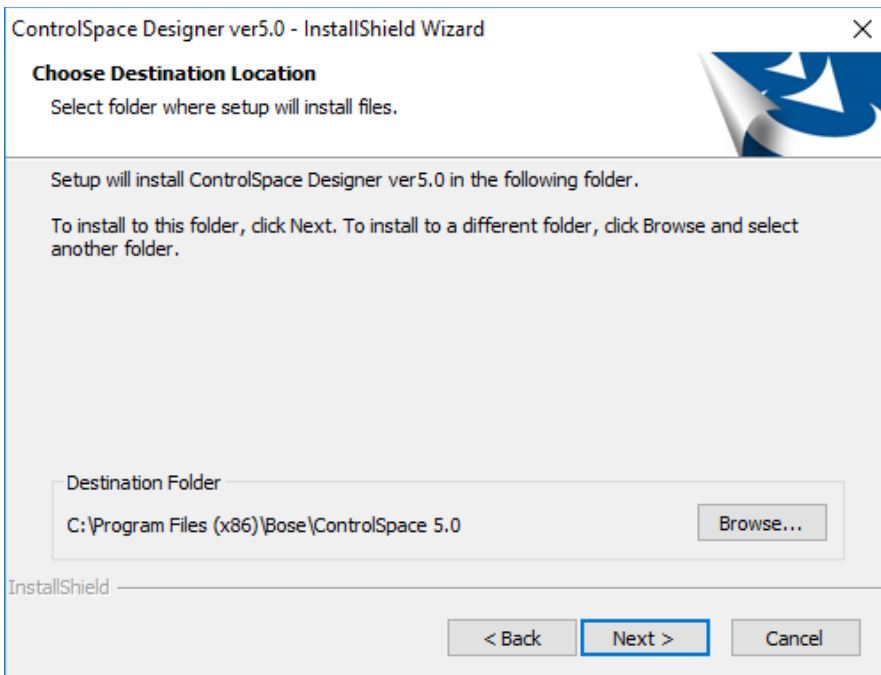 ControlSpace Designer ver5.0 - InstallShield Wizard
Choose Destination Location
Select folder where setup will install files.
Setup will install ControlSpace Designer ver5.0 in the following folder.
To install to this folder, click Next. To install to a different folder, click Browse and select
another folder.
Destination Folder
C:\Program Files (x86)\Bose\ControlSpace 5.0
Browse...
InstallShield
< Back
Next >
Cancel